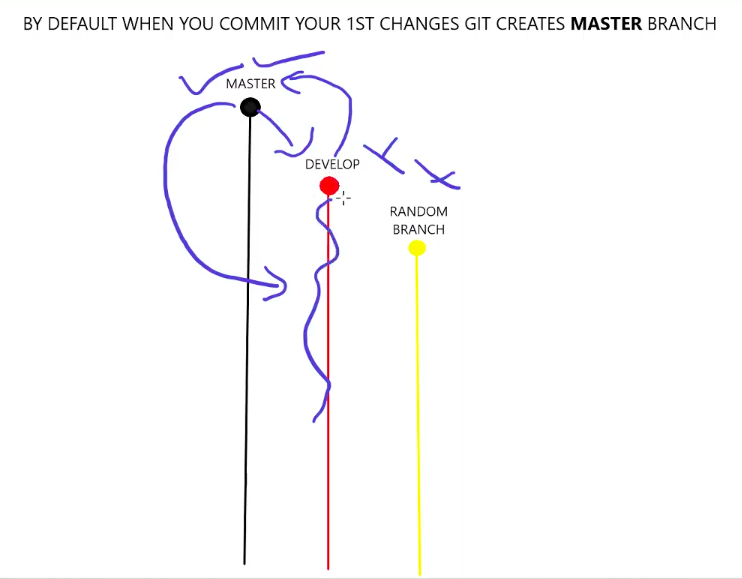 BY DEFAULT WHEN YOU COMMIT YOUR 1ST CHANGES GIT CREATES MASTER BRANCH
MASTER
DEVELOP
RANDOM
BRANCH